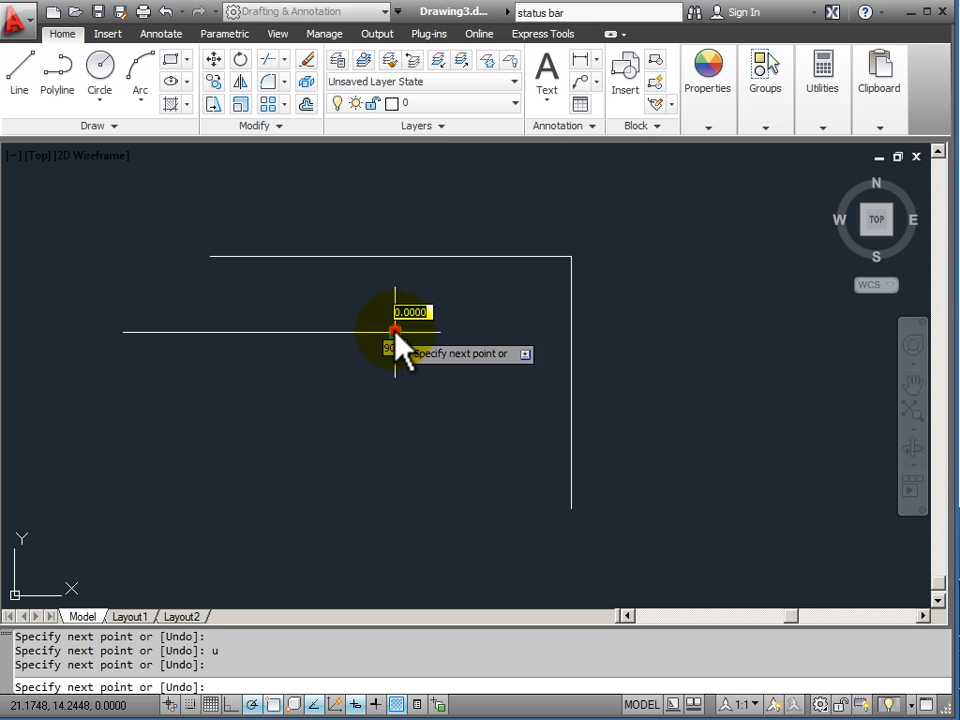 Drafting & Annotation
Drawing3.d...
status bar
Sign In
Home Insert Annotate Parametric View Manage Output Plug-ins Online Express Tools
Unsaved Layer State
Line Polyline Circle Arc
0
Text
Insert
Properties Groups Utilities Clipboard
Draw Modify Layers Annotation Block
[−] [Top] [2D Wireframe]
N
W TOP E
S
WCS
0.0000
90
Specify next point or
Y
X
Model Layout1 Layout2
Specify next point or [Undo]:
Specify next point or [Undo]: u
Specify next point or [Undo]:
Specify next point or [Undo]:
21.1748, 14.2448, 0.0000
MODEL
1:1